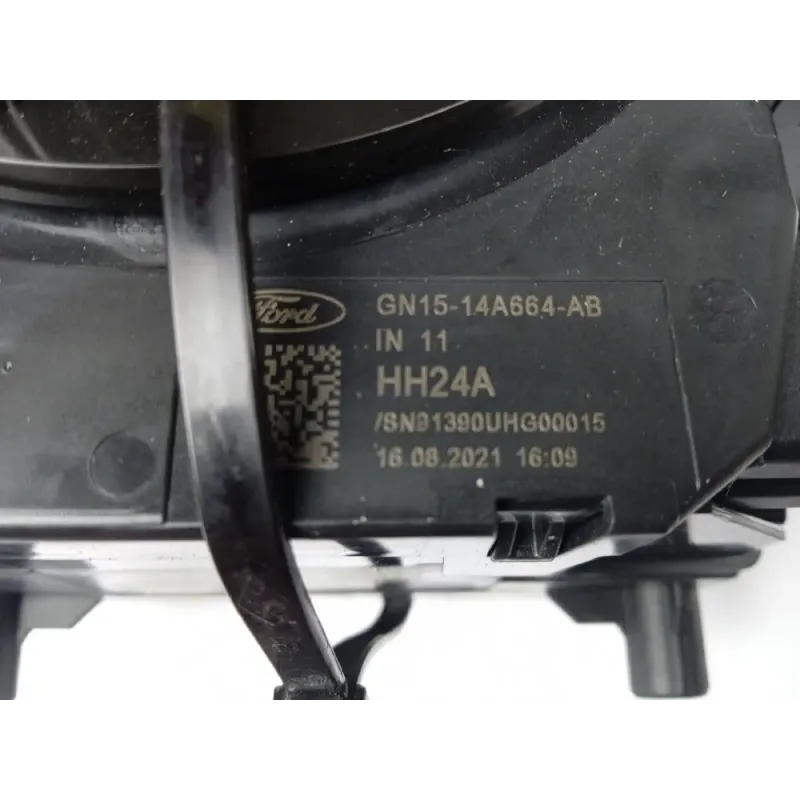 Ford
GN15-14A664-AB
IN 11
HH24A
/SN91390UHG00015
16.08.2021 16:09